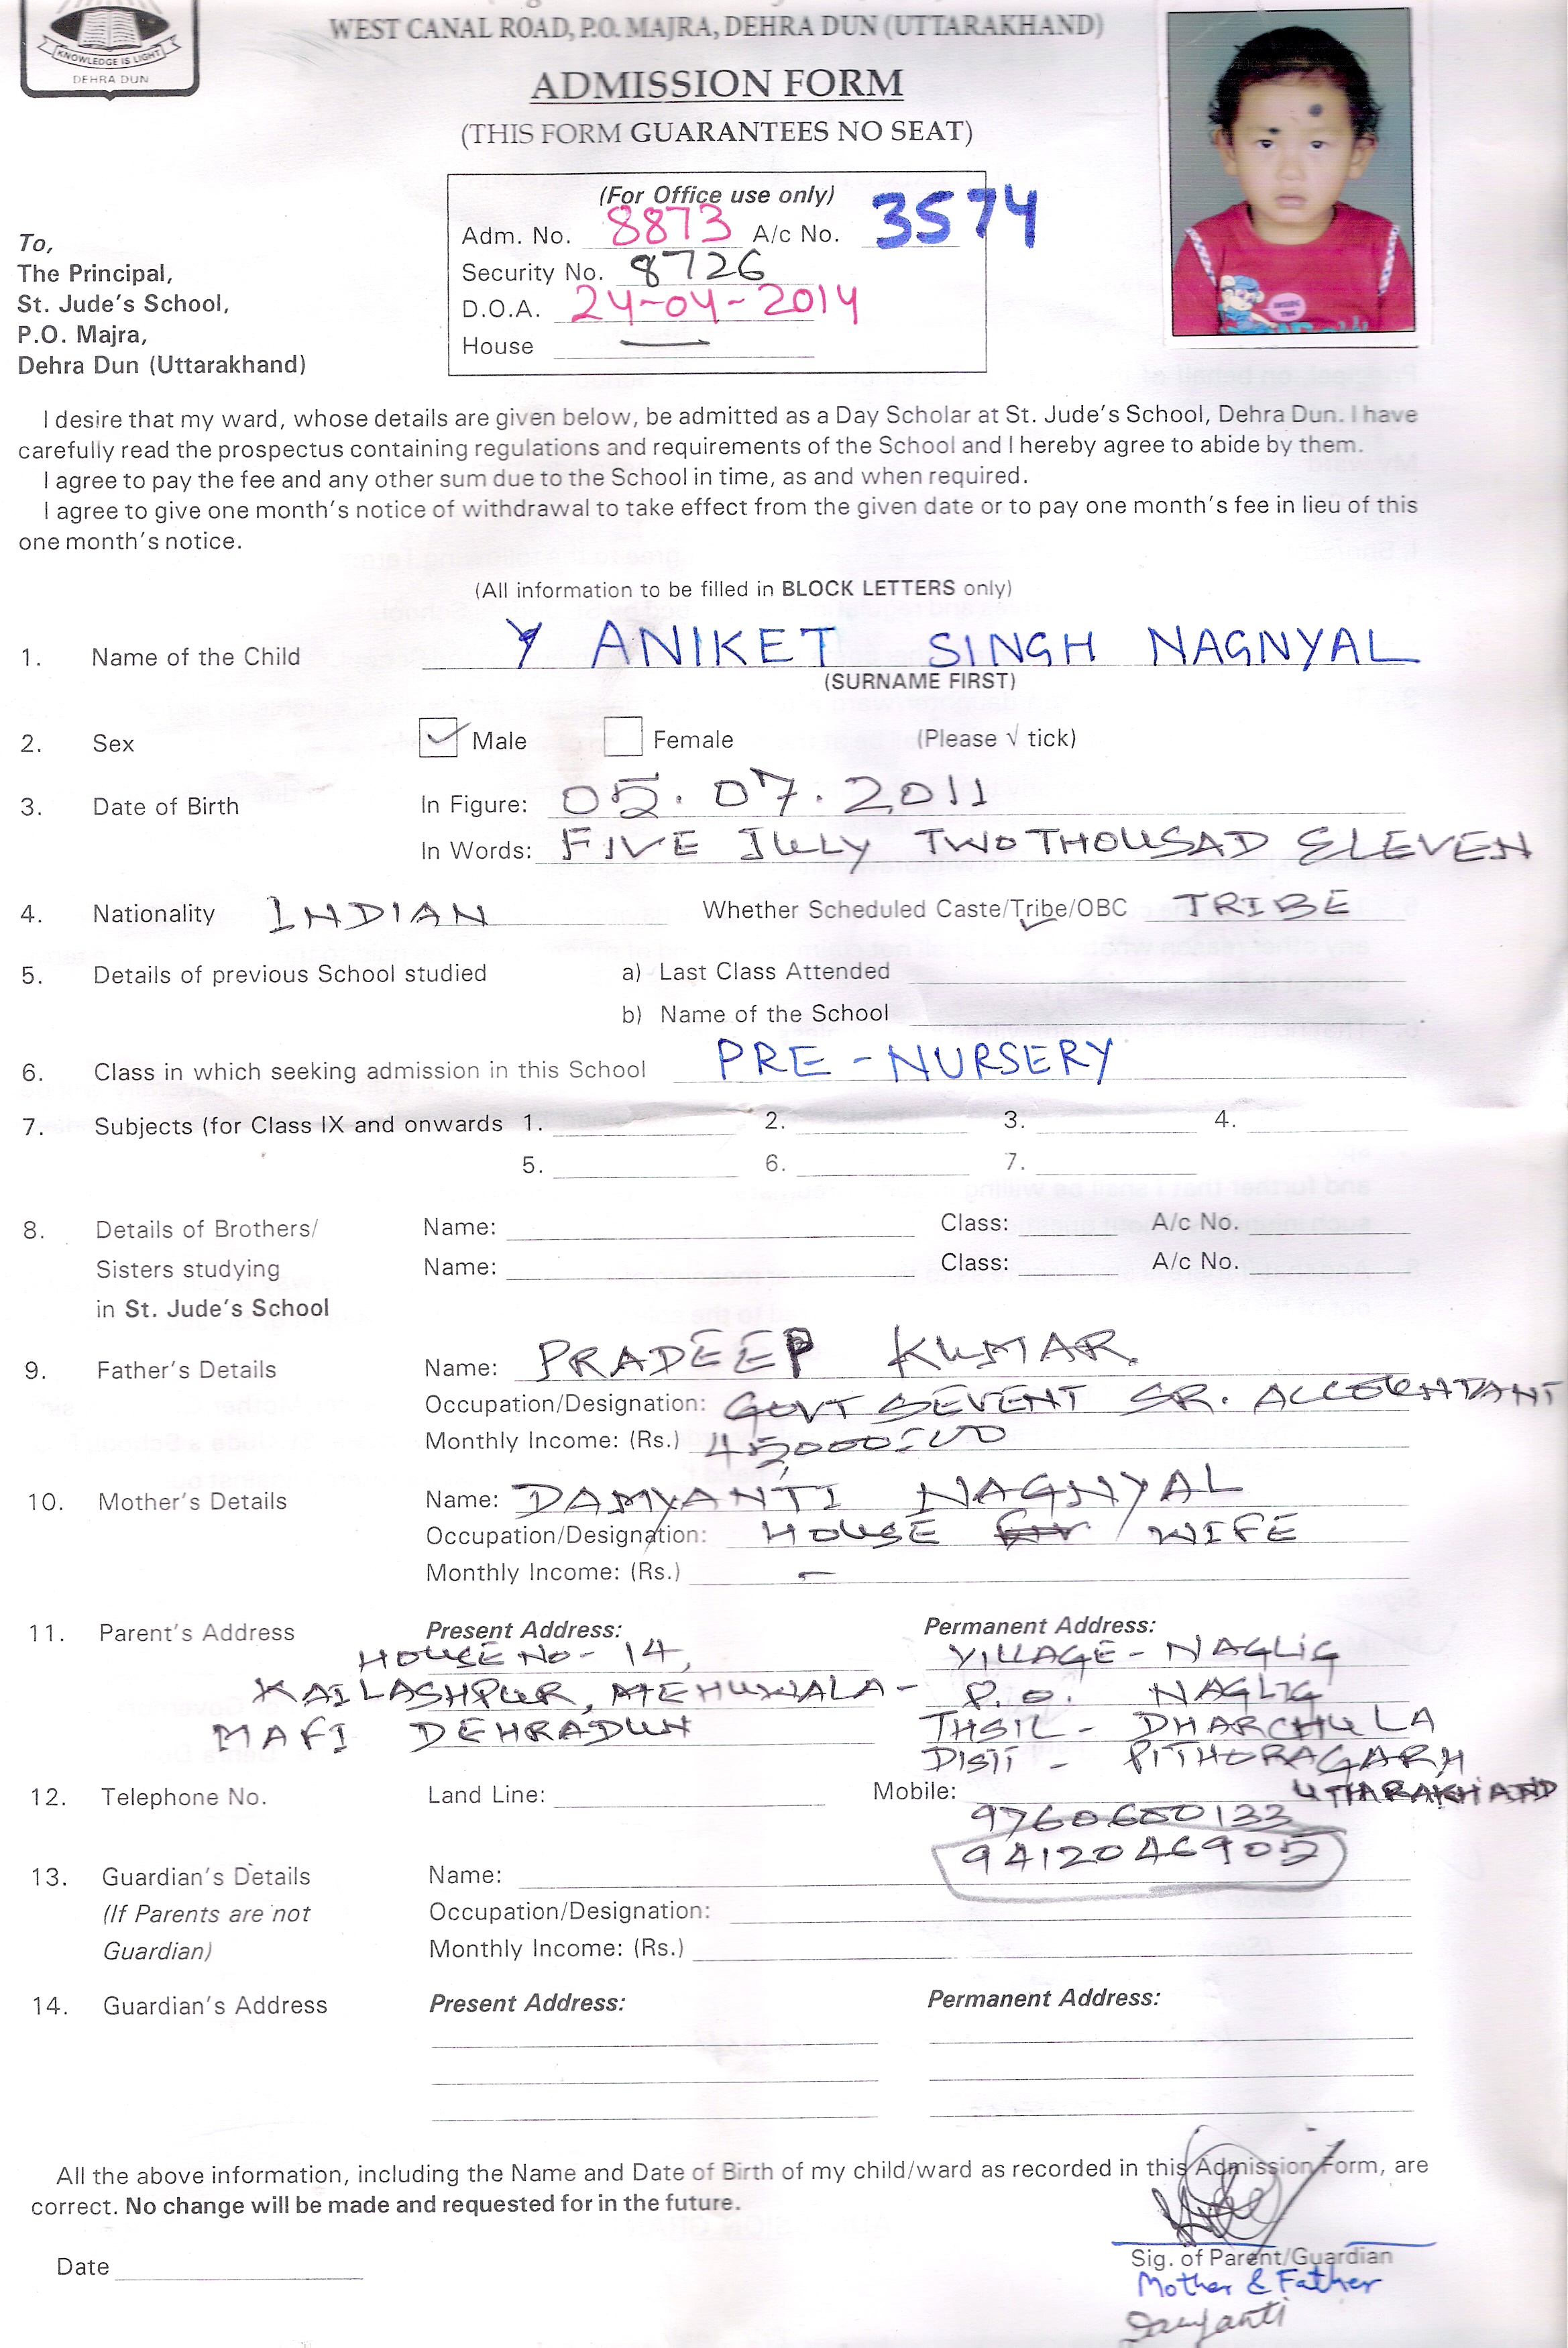 KNOWLEDGE IS LIGHT
DEHRA DUN
WEST CANAL ROAD, P.O. MAJRA, DEHRA DUN (UTTARAKHAND)
ADMISSION FORM
(THIS FORM GUARANTEES NO SEAT)
(For Office use only)
Adm. No. 8873 A/c No. 3574
Security No. 8726
D.O.A. 24-04-2014
House —
To,
The Principal,
St. Jude's School,
P.O. Majra,
Dehra Dun (Uttarakhand)
I desire that my ward, whose details are given below, be admitted as a Day Scholar at St. Jude's School, Dehra Dun. I have
carefully read the prospectus containing regulations and requirements of the School and I hereby agree to abide by them.
I agree to pay the fee and any other sum due to the School in time, as and when required.
I agree to give one month's notice of withdrawal to take effect from the given date or to pay one month's fee in lieu of this
one month's notice.
(All information to be filled in BLOCK LETTERS only)
1. Name of the Child ANIKET SINGH NAGNYAL
(SURNAME FIRST)
2. Sex Male Female (Please √ tick)
3. Date of Birth In Figure: 05.07.2011
In Words: FIVE JULY TWO THOUSAD ELEVEN
4. Nationality INDIAN Whether Scheduled Caste/Tribe/OBC TRIBE
5. Details of previous School studied a) Last Class Attended
b) Name of the School
6. Class in which seeking admission in this School PRE-NURSERY
7. Subjects (for Class IX and onwards 1. 2. 3. 4.
5. 6. 7.
8. Details of Brothers/ Name: Class: A/c No.
Sisters studying Name: Class: A/c No.
in St. Jude's School
9. Father's Details Name: PRADEEP KUMAR.
Occupation/Designation: GOVT SEVENT SR. ACCOUNTANT
Monthly Income: (Rs.) 45000=00
10. Mother's Details Name: DAMYANTI NAGNYAL
Occupation/Designation: HOUSE WIFE
Monthly Income: (Rs.) -
11. Parent's Address Present Address: Permanent Address:
HOUSE No- 14, VILLAGE- NAGLIG
KAILASHPUR, MEHUWALA- P.O. NAGLIG
MAFI DEHRADUN THSIL - DHARCHULA
DISTT - PITHORAGARH
UTTARAKHAND
12. Telephone No. Land Line: Mobile:
9760600133
9412046905
13. Guardian's Details Name:
(If Parents are not Occupation/Designation:
Guardian) Monthly Income: (Rs.)
14. Guardian's Address Present Address: Permanent Address:
All the above information, including the Name and Date of Birth of my child/ward as recorded in this Admission Form, are
correct. No change will be made and requested for in the future.
Date
Sig. of Parent/Guardian
Mother & Father
Damyanti